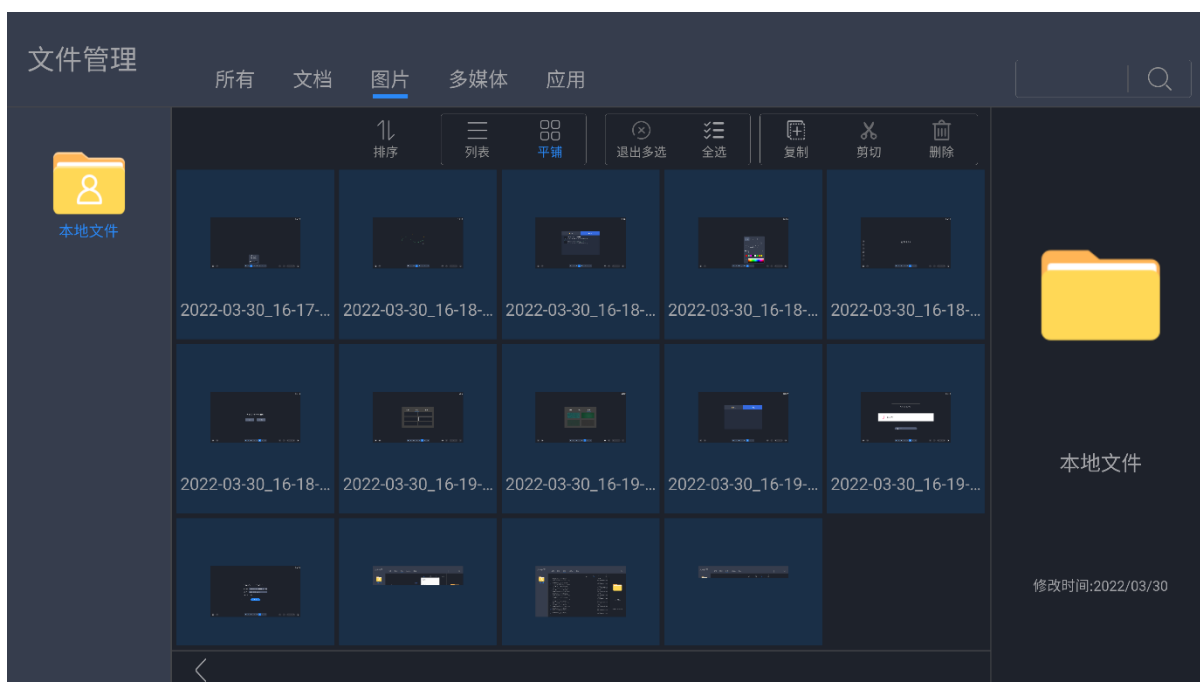 文件管理
所有 文档 图片 多媒体 应用
排序 列表 平铺 退出多选 全选 复制 剪切 删除
本地文件
2022-03-30_16-17-... 2022-03-30_16-18-... 2022-03-30_16-18-... 2022-03-30_16-18-... 2022-03-30_16-18-...
2022-03-30_16-18-... 2022-03-30_16-19-... 2022-03-30_16-19-... 2022-03-30_16-19-... 2022-03-30_16-19-...
本地文件
修改时间:2022/03/30